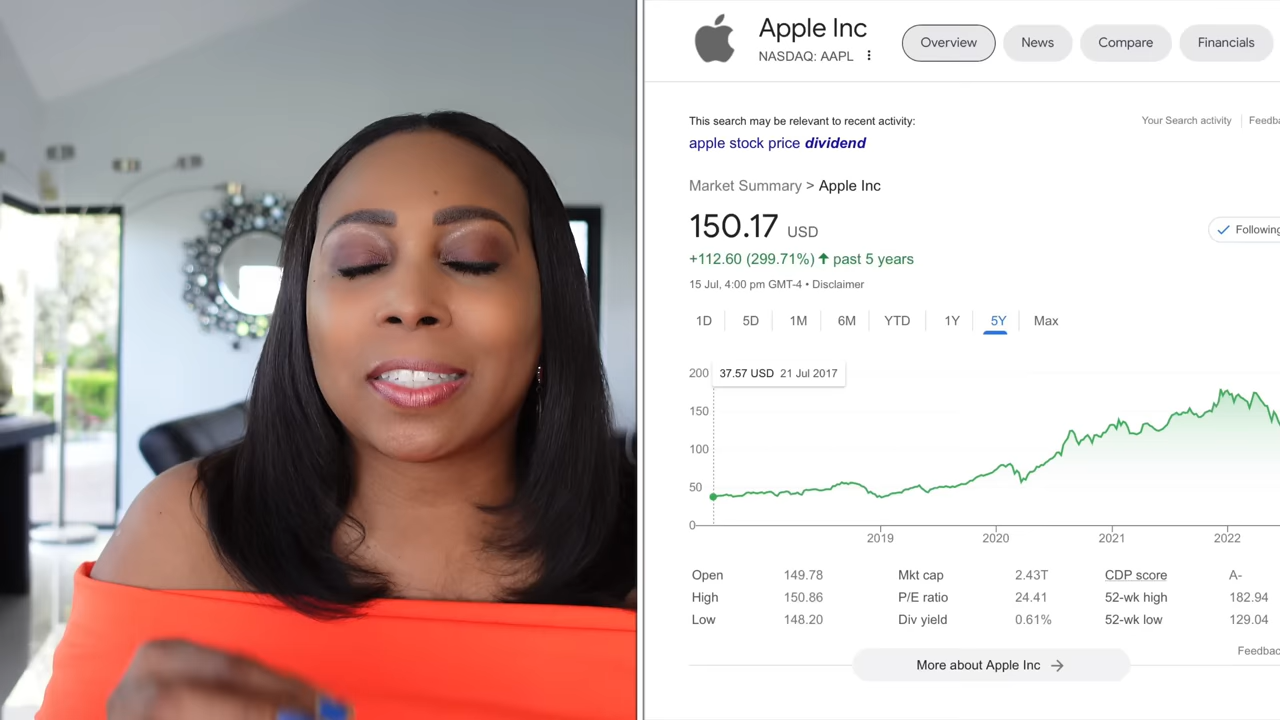 Apple Inc
NASDAQ: AAPL
Overview
News
Compare
Financials
This search may be relevant to recent activity:
Your Search activity
Feedba
apple stock price dividend
Market Summary > Apple Inc
150.17 USD
Following
+112.60 (299.71%) ↑ past 5 years
15 Jul, 4:00 pm GMT-4 • Disclaimer
1D 5D 1M 6M YTD 1Y 5Y Max
37.57 USD 21 Jul 2017
200
150
100
50
0
2019 2020 2021 2022
Open 149.78 Mkt cap 2.43T CDP score A-
High 150.86 P/E ratio 24.41 52-wk high 182.94
Low 148.20 Div yield 0.61% 52-wk low 129.04
Feedbac
More about Apple Inc →